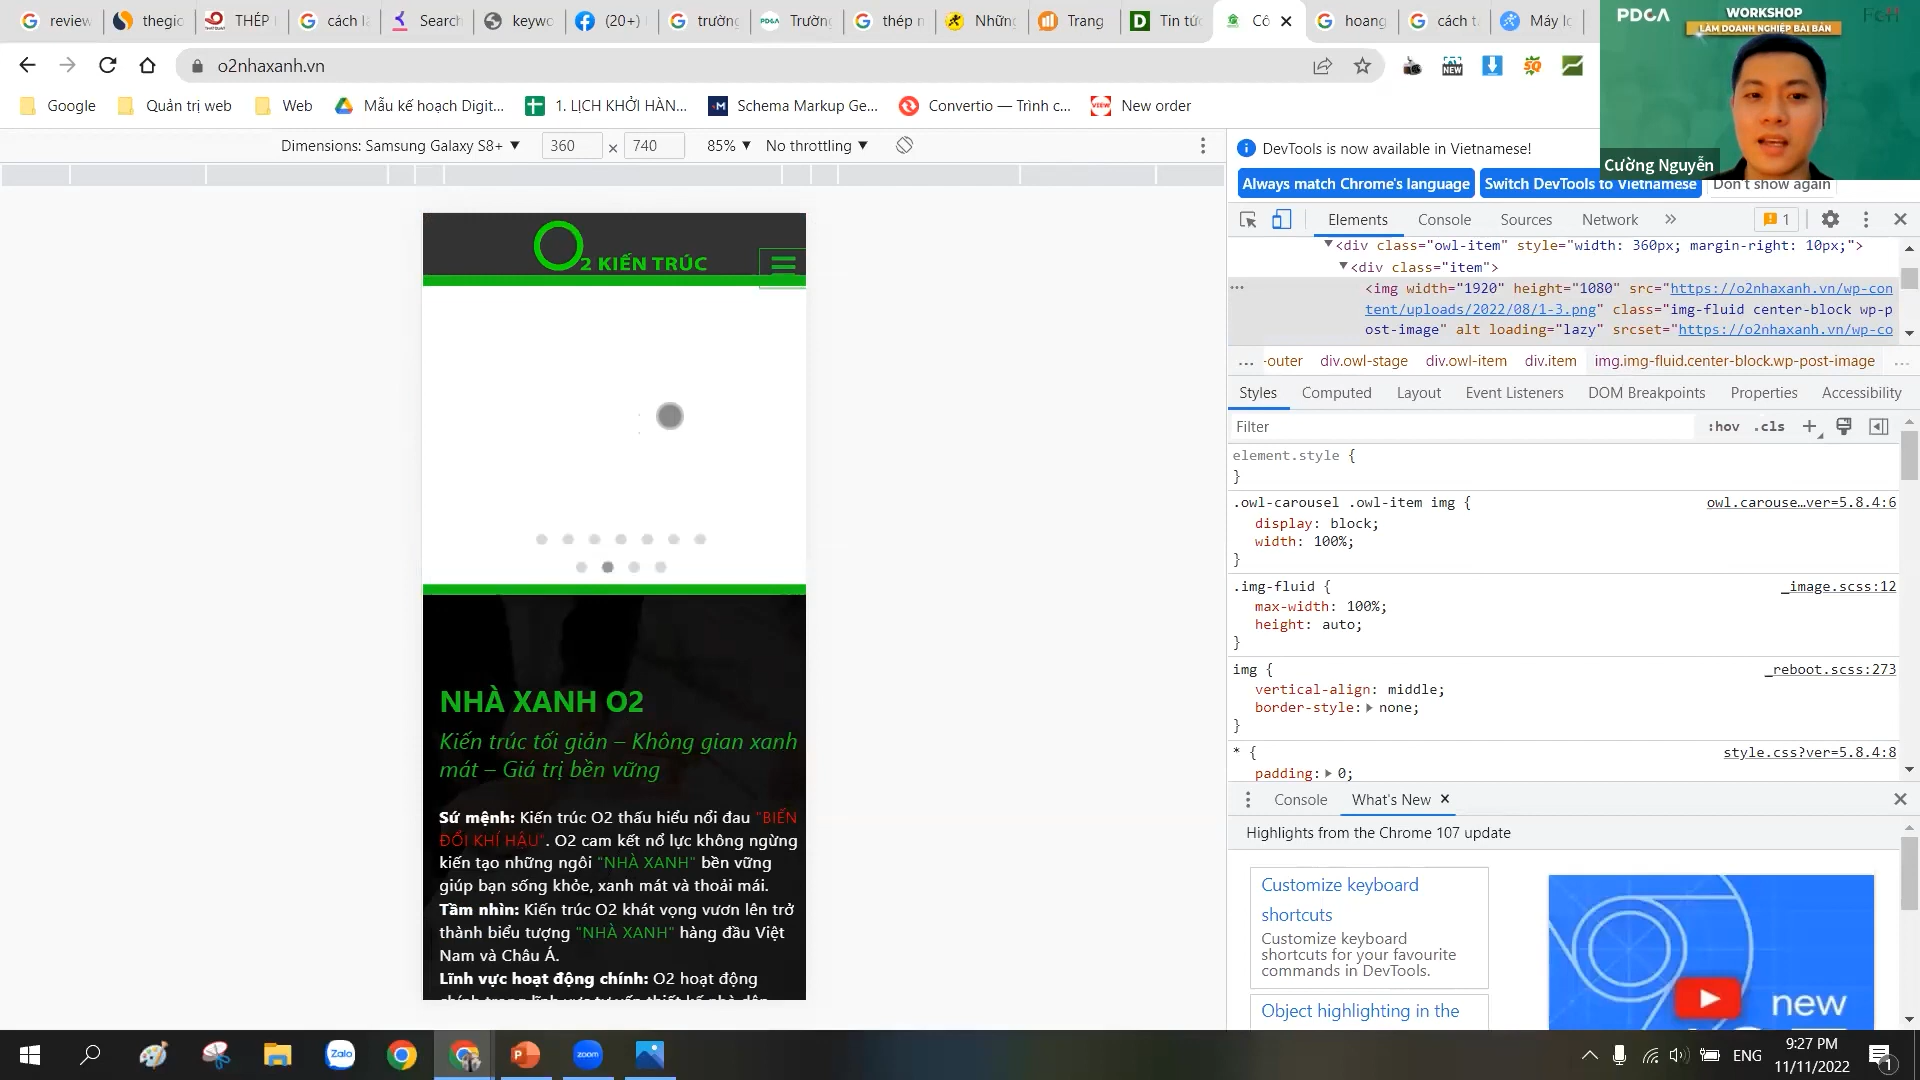 review
thegio
THÉP
cách l
Search
keywo
(20+)
trường
Trườn
thép n
Nhữn
Trang
Tin tức
Cô
hoang
cách t
Máy lo
o2nhaxanh.vn
Google
Quản trị web
Web
Mẫu kế hoạch Digit...
1. LỊCH KHỞI HÀN...
Schema Markup Ge...
Convertio — Trình c...
New order
PDCA
WORKSHOP
LÀM DOANH NGHIỆP BÀI BẢN
Cường Nguyễn
Dimensions: Samsung Galaxy S8+
360 × 740
85%
No throttling
DevTools is now available in Vietnamese!
Always match Chrome's language
Switch DevTools to Vietnamese
Don't show again
Elements
Console
Sources
Network
1
<div class="owl-item" style="width: 360px; margin-right: 10px;">
<div class="item">
<img width="1920" height="1080" src="https://o2nhaxanh.vn/wp-con
tent/uploads/2022/08/1-3.png" class="img-fluid center-block wp-p
ost-image" alt loading="lazy" srcset="https://o2nhaxanh.vn/wp-co
... -outer div.owl-stage div.owl-item div.item img.img-fluid.center-block.wp-post-image ...
Styles
Computed
Layout
Event Listeners
DOM Breakpoints
Properties
Accessibility
Filter
:hov .cls
element.style {
}
.owl-carousel .owl-item img { owl.carouse…ver=5.8.4:6
display: block;
width: 100%;
}
.img-fluid { _image.scss:12
max-width: 100%;
height: auto;
}
img { _reboot.scss:273
vertical-align: middle;
border-style: none;
}
* { style.css?ver=5.8.4:8
padding: 0;
Console
What's New
Highlights from the Chrome 107 update
Customize keyboard
shortcuts
Customize keyboard
shortcuts for your favourite
commands in DevTools.
Object highlighting in the
new
O2 KIẾN TRÚC
NHÀ XANH O2
Kiến trúc tối giản – Không gian xanh
mát – Giá trị bền vững
Sứ mệnh: Kiến trúc O2 thấu hiểu nổi đau "BIẾN
ĐỔI KHÍ HẬU". O2 cam kết nổ lực không ngừng
kiến tạo những ngôi "NHÀ XANH" bền vững
giúp bạn sống khỏe, xanh mát và thoải mái.
Tầm nhìn: Kiến trúc O2 khát vọng vươn lên trở
thành biểu tượng "NHÀ XANH" hàng đầu Việt
Nam và Châu Á.
Lĩnh vực hoạt động chính: O2 hoạt động
Zalo
zoom
ENG
9:27 PM
11/11/2022
1